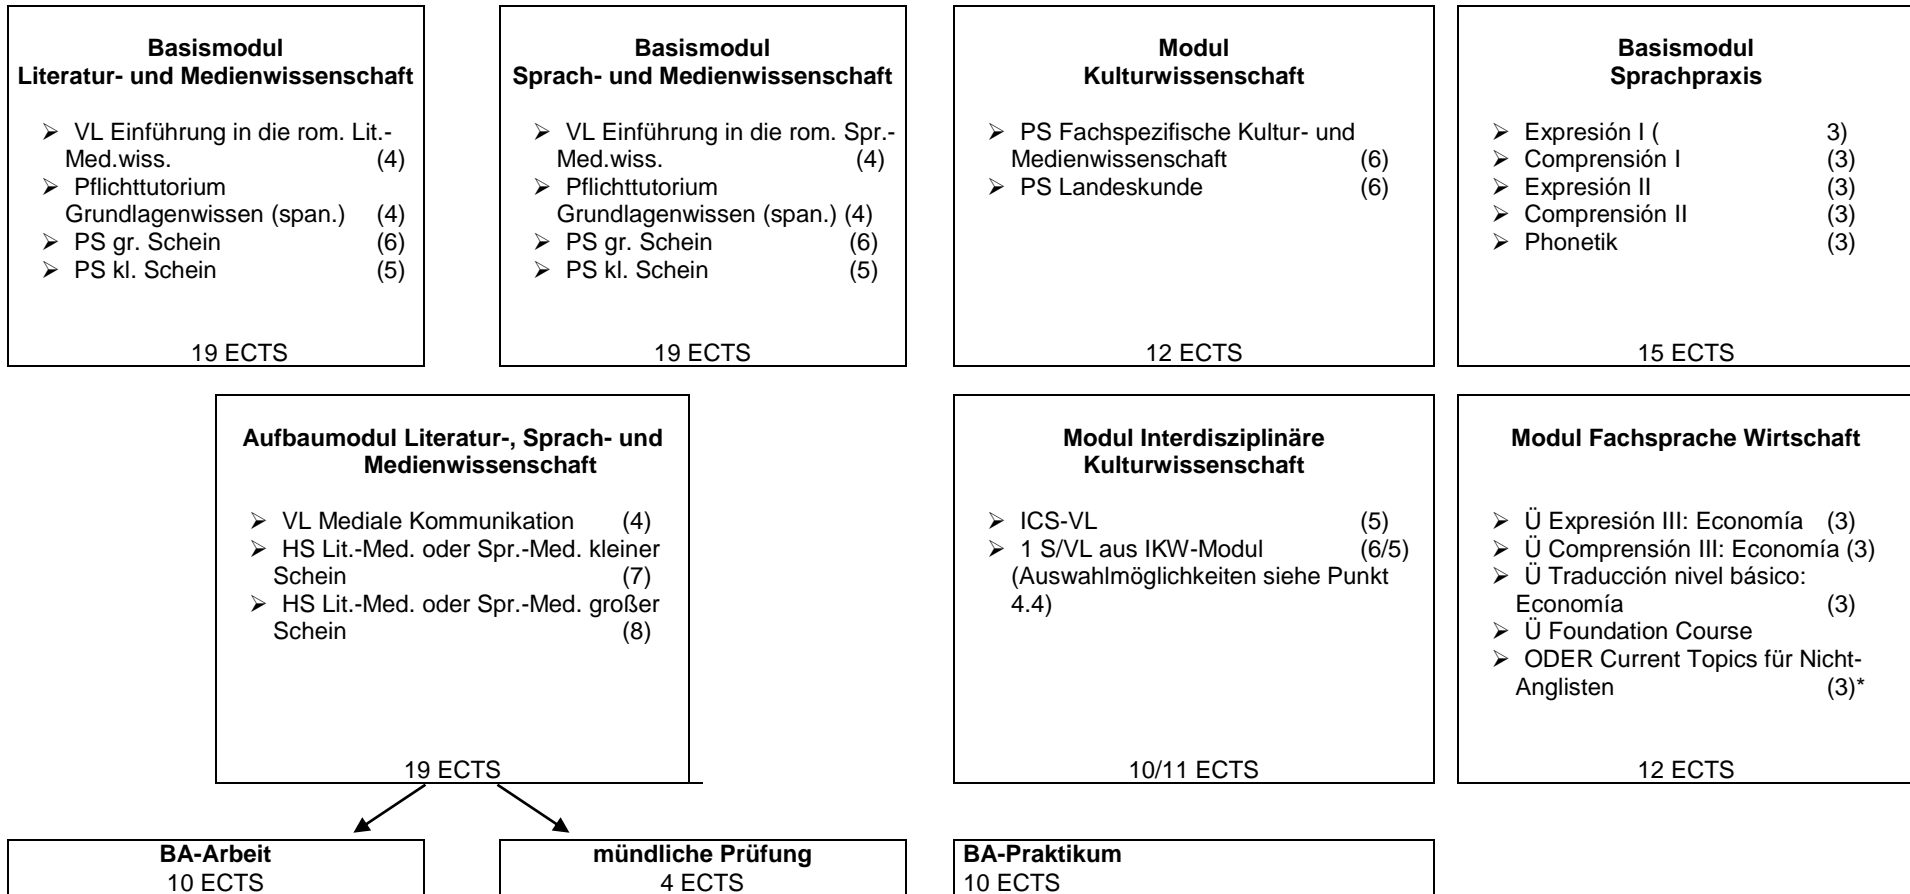 Basismodul
Literatur- und Medienwissenschaft
➢ VL Einführung in die rom. Lit.-
Med.wiss. (4)
➢ Pflichttutorium
Grundlagenwissen (span.) (4)
➢ PS gr. Schein (6)
➢ PS kl. Schein (5)
19 ECTS
Basismodul
Sprach- und Medienwissenschaft
➢ VL Einführung in die rom. Spr.-
Med.wiss. (4)
➢ Pflichttutorium
Grundlagenwissen (span.) (4)
➢ PS gr. Schein (6)
➢ PS kl. Schein (5)
19 ECTS
Modul
Kulturwissenschaft
➢ PS Fachspezifische Kultur- und
Medienwissenschaft (6)
➢ PS Landeskunde (6)
12 ECTS
Basismodul
Sprachpraxis
➢ Expresión I ( 3)
➢ Comprensión I (3)
➢ Expresión II (3)
➢ Comprensión II (3)
➢ Phonetik (3)
15 ECTS
Aufbaumodul Literatur-, Sprach- und
Medienwissenschaft
➢ VL Mediale Kommunikation (4)
➢ HS Lit.-Med. oder Spr.-Med. kleiner
Schein (7)
➢ HS Lit.-Med. oder Spr.-Med. großer
Schein (8)
19 ECTS
Modul Interdisziplinäre
Kulturwissenschaft
➢ ICS-VL (5)
➢ 1 S/VL aus IKW-Modul (6/5)
(Auswahlmöglichkeiten siehe Punkt
4.4)
10/11 ECTS
Modul Fachsprache Wirtschaft
➢ Ü Expresión III: Economía (3)
➢ Ü Comprensión III: Economía (3)
➢ Ü Traducción nivel básico:
Economía (3)
➢ Ü Foundation Course
➢ ODER Current Topics für Nicht-
Anglisten (3)*
12 ECTS
BA-Arbeit
10 ECTS
mündliche Prüfung
4 ECTS
BA-Praktikum
10 ECTS